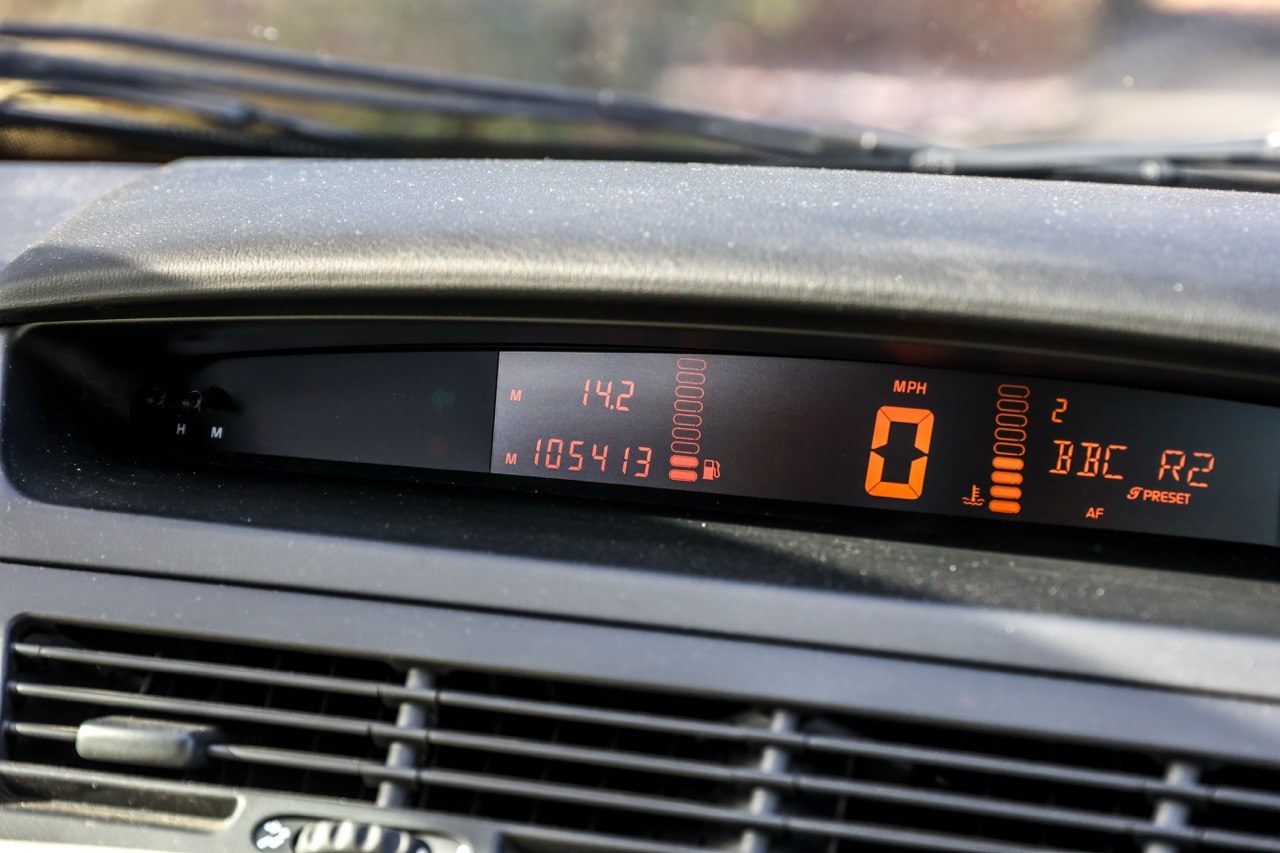 H M
M 14.2
M 105413
MPH
0
2
BBC R2
PRESET
AF